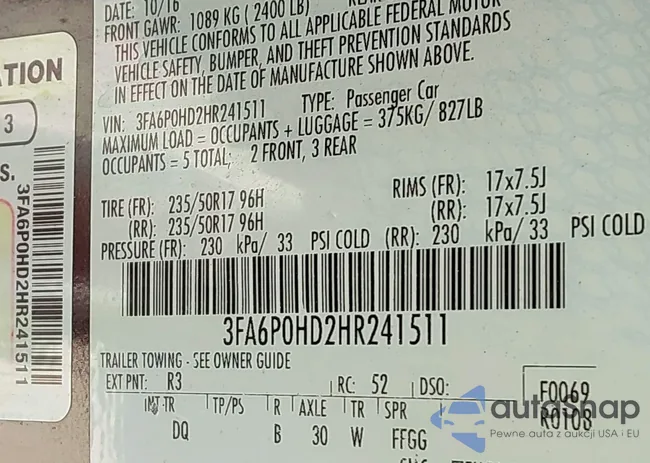 DATE: 10/16
FRONT GAWR: 1089 KG ( 2400 LB)
THIS VEHICLE CONFORMS TO ALL APPLICABLE FEDERAL MOTOR
VEHICLE SAFETY, BUMPER, AND THEFT PREVENTION STANDARDS
IN EFFECT ON THE DATE OF MANUFACTURE SHOWN ABOVE.
VIN: 3FA6P0HD2HR241511 TYPE: Passenger Car
MAXIMUM LOAD = OCCUPANTS + LUGGAGE = 375KG/ 827LB
OCCUPANTS = 5 TOTAL; 2 FRONT, 3 REAR
TIRE (FR): 235/50R17 96H RIMS (FR): 17x7.5J
(RR): 235/50R17 96H (RR): 17x7.5J
PRESSURE (FR): 230 kPa/ 33 PSI COLD (RR): 230 kPa/ 33 PSI COLD
3FA6P0HD2HR241511
TRAILER TOWING - SEE OWNER GUIDE
EXT PNT: R3 RC: 52 DSO: F0069
R0108
INT TR TP/PS R AXLE TR SPR
DQ B 30 W FFGG
ATION
3
S.
3FA6P0HD2HR241511
autosnap
Pewne auta z aukcji USA i EU